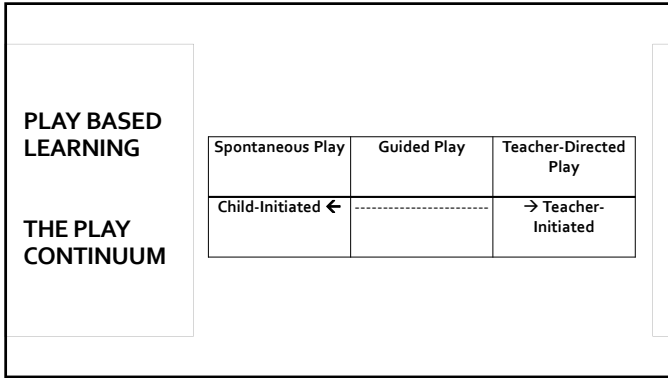 PLAY BASED
LEARNING
THE PLAY
CONTINUUM
Spontaneous Play Guided Play Teacher-Directed
Play
Child-Initiated ← ----------------------- → Teacher-
Initiated